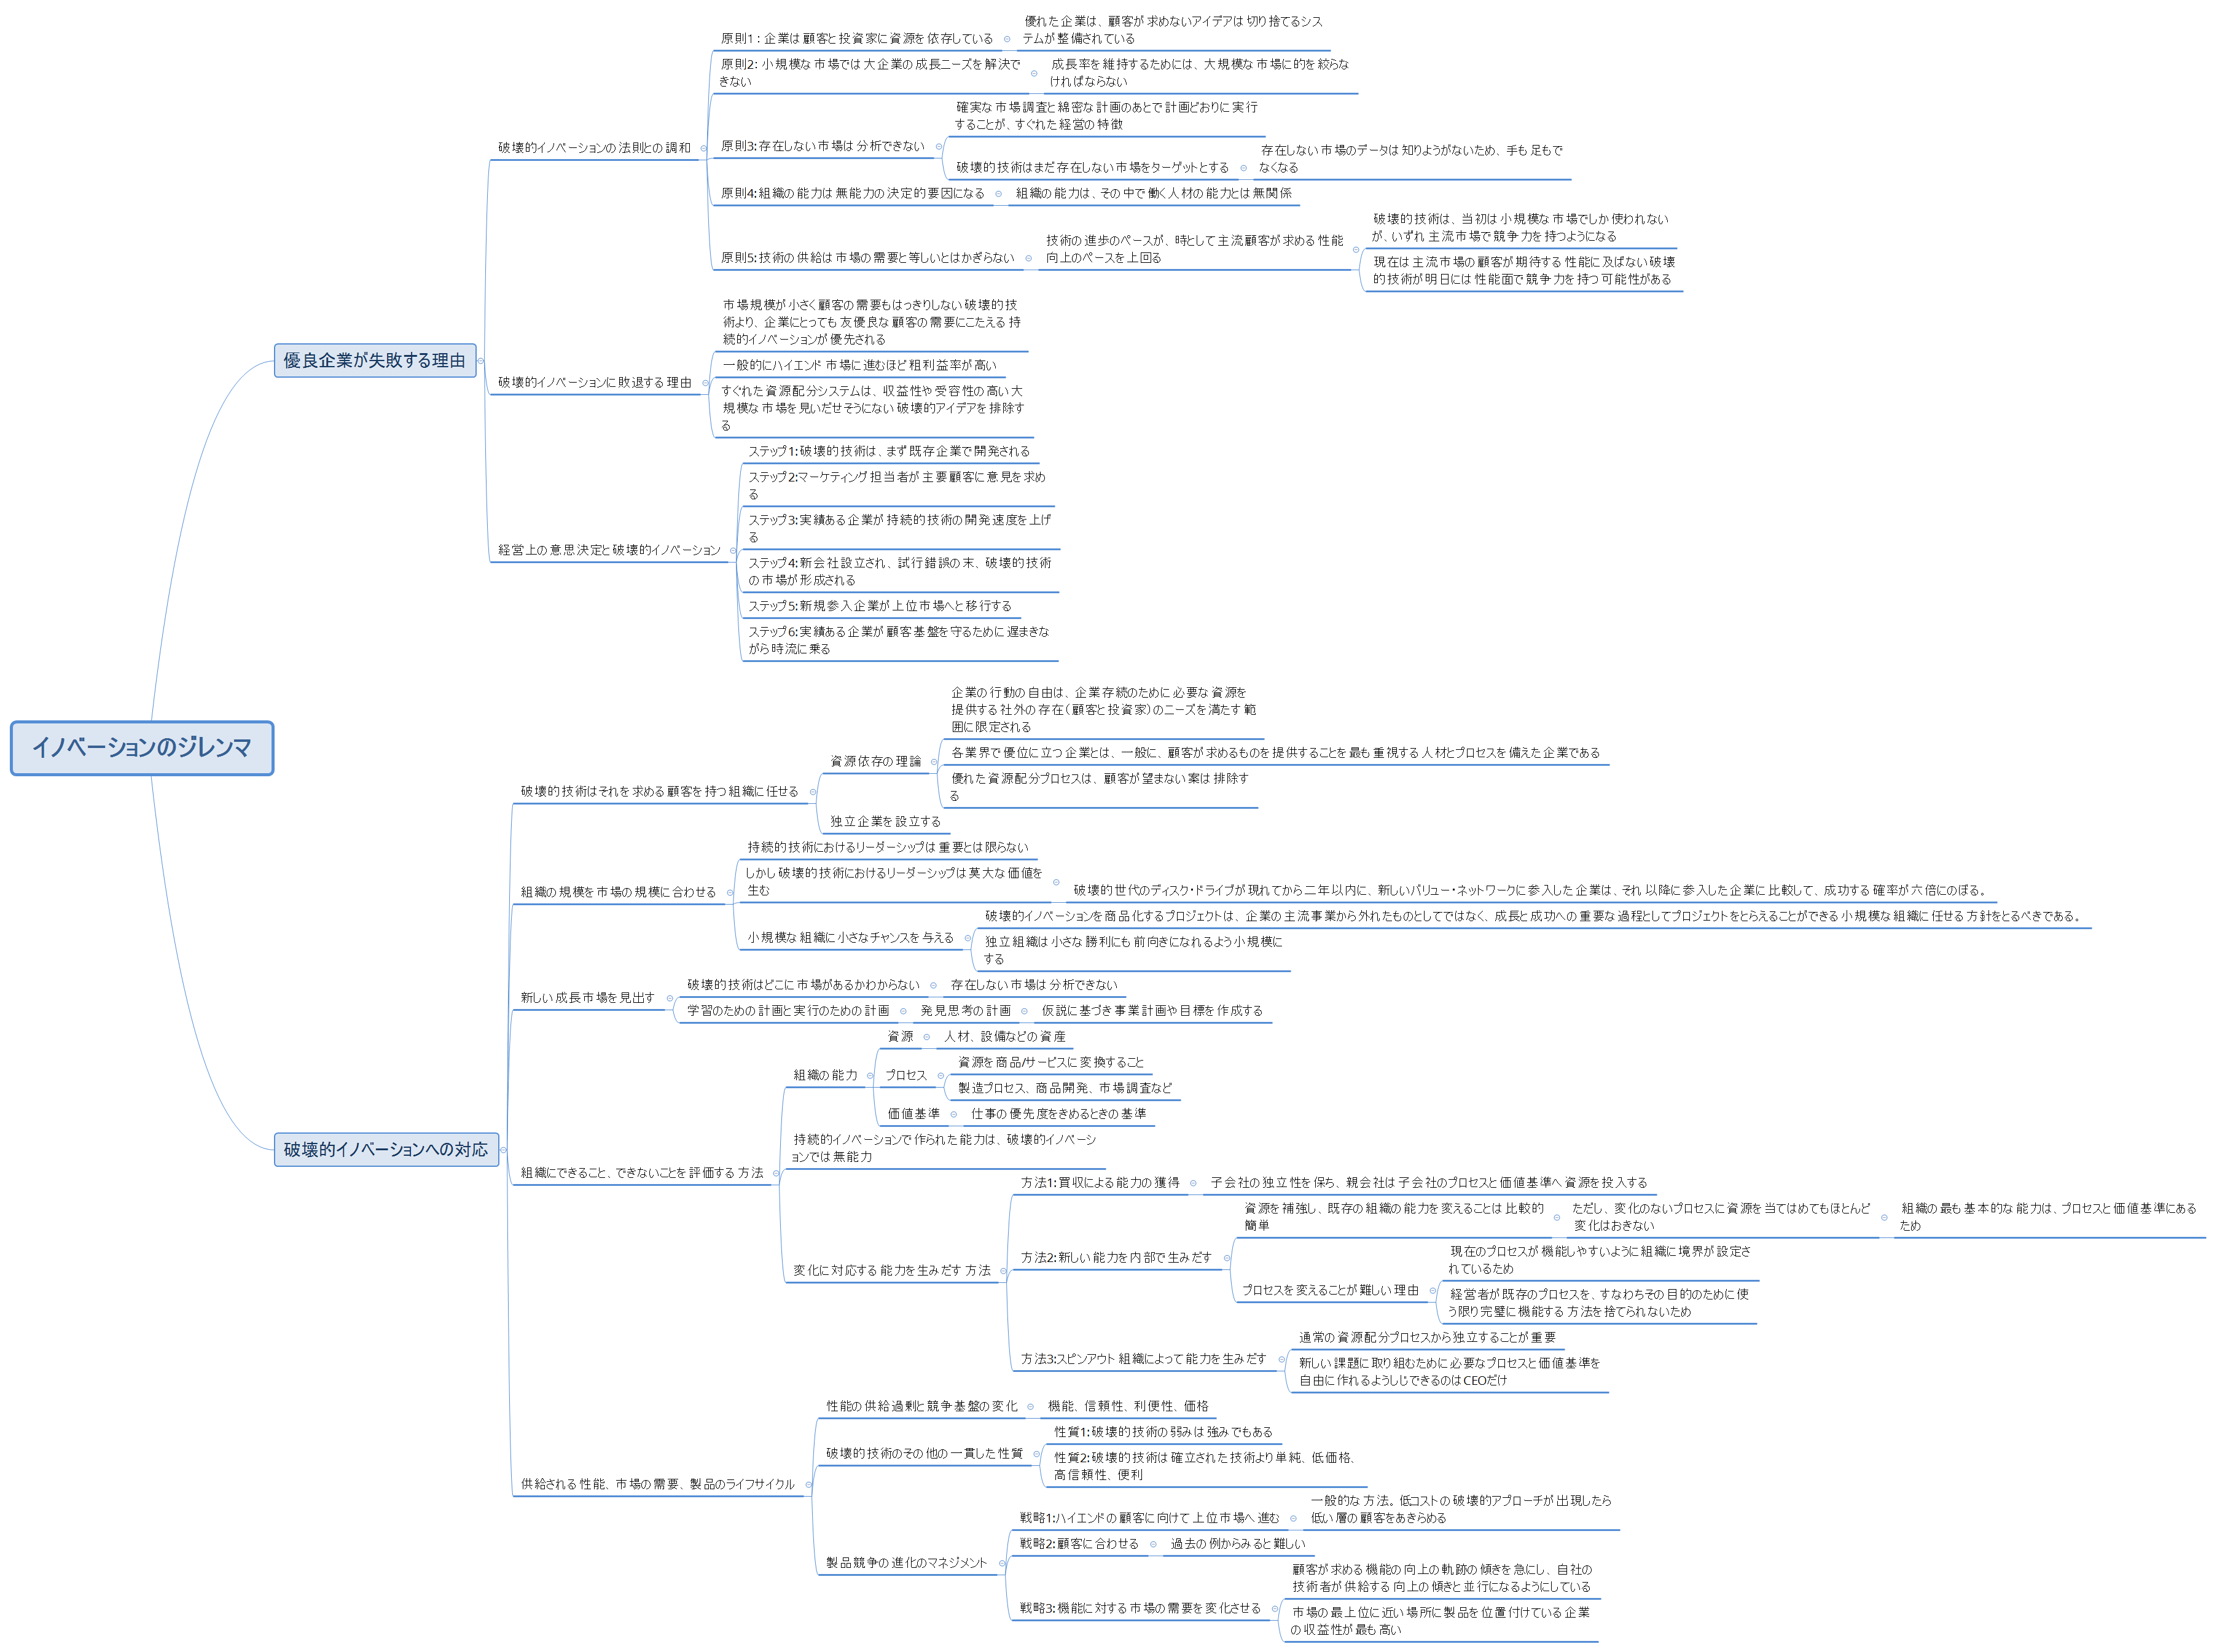 イノベーションのジレンマ
優良企業が失敗する理由
破壊的イノベーションの法則との調和
原則1：企業は顧客と投資家に資源を依存している
優れた企業は、顧客が求めないアイデアは切り捨てるシス
テムが整備されている
原則2: 小規模な市場では大企業の成長ニーズを解決で
きない
成長率を維持するためには、大規模な市場に的を絞らな
ければならない
原則3:存在しない市場は分析できない
確実な市場調査と綿密な計画のあとで計画どおりに実行
することが、すぐれた経営の特徴
破壊的技術はまだ存在しない市場をターゲットとする
存在しない市場のデータは知りようがないため、手も足もで
なくなる
原則4:組織の能力は無能力の決定的要因になる
組織の能力は、その中で働く人材の能力とは無関係
原則5:技術の供給は市場の需要と等しいとはかぎらない
技術の進歩のペースが、時として主流顧客が求める性能
向上のペースを上回る
破壊的技術は、当初は小規模な市場でしか使われない
が、いずれ主流市場で競争力を持つようになる
現在は主流市場の顧客が期待する性能に及ばない破壊
的技術が明日には性能面で競争力を持つ可能性がある
破壊的イノベーションに敗退する理由
市場規模が小さく顧客の需要もはっきりしない破壊的技
術より、企業にとっても友優良な顧客の需要にこたえる持
続的イノベーションが優先される
一般的にハイエンド市場に進むほど粗利益率が高い
すぐれた資源配分システムは、収益性や受容性の高い大
規模な市場を見いだせそうにない破壊的アイデアを排除す
る
経営上の意思決定と破壊的イノベーション
ステップ1:破壊的技術は、まず既存企業で開発される
ステップ2:マーケティング担当者が主要顧客に意見を求め
る
ステップ3:実績ある企業が持続的技術の開発速度を上げ
る
ステップ4:新会社設立され、試行錯誤の末、破壊的技術
の市場が形成される
ステップ5:新規参入企業が上位市場へと移行する
ステップ6:実績ある企業が顧客基盤を守るために遅まきな
がら時流に乗る
破壊的イノベーションへの対応
破壊的技術はそれを求める顧客を持つ組織に任せる
資源依存の理論
企業の行動の自由は、企業存続のために必要な資源を
提供する社外の存在（顧客と投資家）のニーズを満たす範
囲に限定される
各業界で優位に立つ企業とは、一般に、顧客が求めるものを提供することを最も重視する人材とプロセスを備えた企業である
優れた資源配分プロセスは、顧客が望まない案は排除す
る
独立企業を設立する
組織の規模を市場の規模に合わせる
持続的技術におけるリーダーシップは重要とは限らない
しかし破壊的技術におけるリーダーシップは莫大な価値を
生む
破壊的世代のディスク・ドライブが現れてから二年以内に、新しいバリュー・ネットワークに参入した企業は、それ以降に参入した企業に比較して、成功する確率が六倍にのぼる。
小規模な組織に小さなチャンスを与える
破壊的イノベーションを商品化するプロジェクトは、企業の主流事業から外れたものとしてではなく、成長と成功への重要な過程としてプロジェクトをとらえることができる小規模な組織に任せる方針をとるべきである。
独立組織は小さな勝利にも前向きになれるよう小規模に
する
新しい成長市場を見出す
破壊的技術はどこに市場があるかわからない
存在しない市場は分析できない
学習のための計画と実行のための計画
発見思考の計画
仮説に基づき事業計画や目標を作成する
組織にできること、できないことを評価する方法
組織の能力
資源
人材、設備などの資産
プロセス
資源を商品/サービスに変換すること
製造プロセス、商品開発、市場調査など
価値基準
仕事の優先度をきめるときの基準
持続的イノベーションで作られた能力は、破壊的イノベーシ
ョンでは無能力
変化に対応する能力を生みだす方法
方法1:買収による能力の獲得
子会社の独立性を保ち、親会社は子会社のプロセスと価値基準へ資源を投入する
方法2:新しい能力を内部で生みだす
資源を補強し、既存の組織の能力を変えることは比較的
簡単
ただし、変化のないプロセスに資源を当てはめてもほとんど
変化はおきない
組織の最も基本的な能力は、プロセスと価値基準にある
ため
プロセスを変えることが難しい理由
現在のプロセスが機能しやすいように組織に境界が設定さ
れているため
経営者が既存のプロセスを、すなわちその目的のために使
う限り完璧に機能する方法を捨てられないため
方法3:スピンアウト組織によって能力を生みだす
通常の資源配分プロセスから独立することが重要
新しい課題に取り組むために必要なプロセスと価値基準を
自由に作れるようしじできるのはCEOだけ
供給される性能、市場の需要、製品のライフサイクル
性能の供給過剰と競争基盤の変化
機能、信頼性、利便性、価格
破壊的技術のその他の一貫した性質
性質1:破壊的技術の弱みは強みでもある
性質2:破壊的技術は確立された技術より単純、低価格、
高信頼性、便利
製品競争の進化のマネジメント
戦略1:ハイエンドの顧客に向けて上位市場へ進む
一般的な方法。低コストの破壊的アプローチが出現したら
低い層の顧客をあきらめる
戦略2:顧客に合わせる
過去の例からみると難しい
戦略3:機能に対する市場の需要を変化させる
顧客が求める機能の向上の軌跡の傾きを急にし、自社の
技術者が供給する向上の傾きと並行になるようにしている
市場の最上位に近い場所に製品を位置付けている企業
の収益性が最も高い